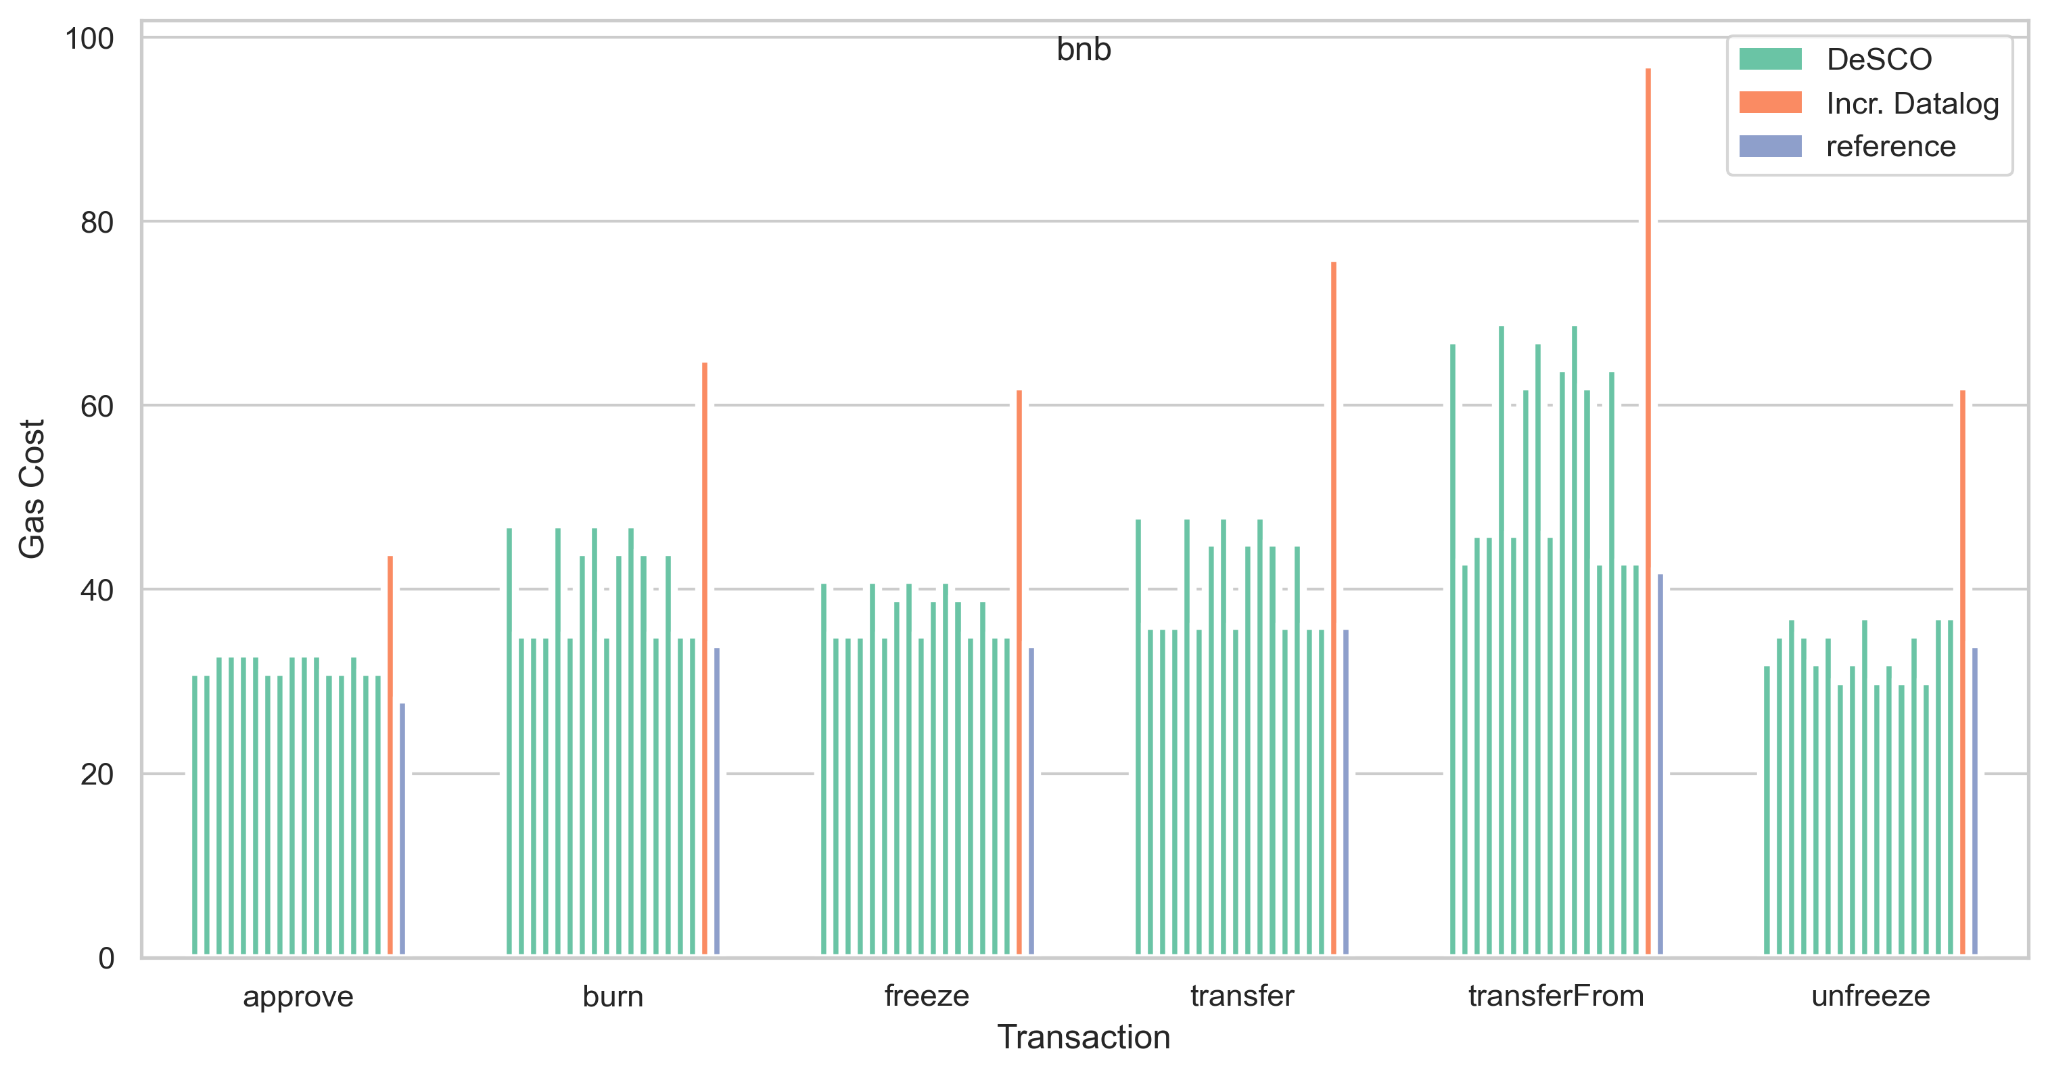 bnb
DeSCO
Incr. Datalog
reference
100
80
60
40
20
0
Gas Cost
approve
burn
freeze
transfer
transferFrom
unfreeze
Transaction